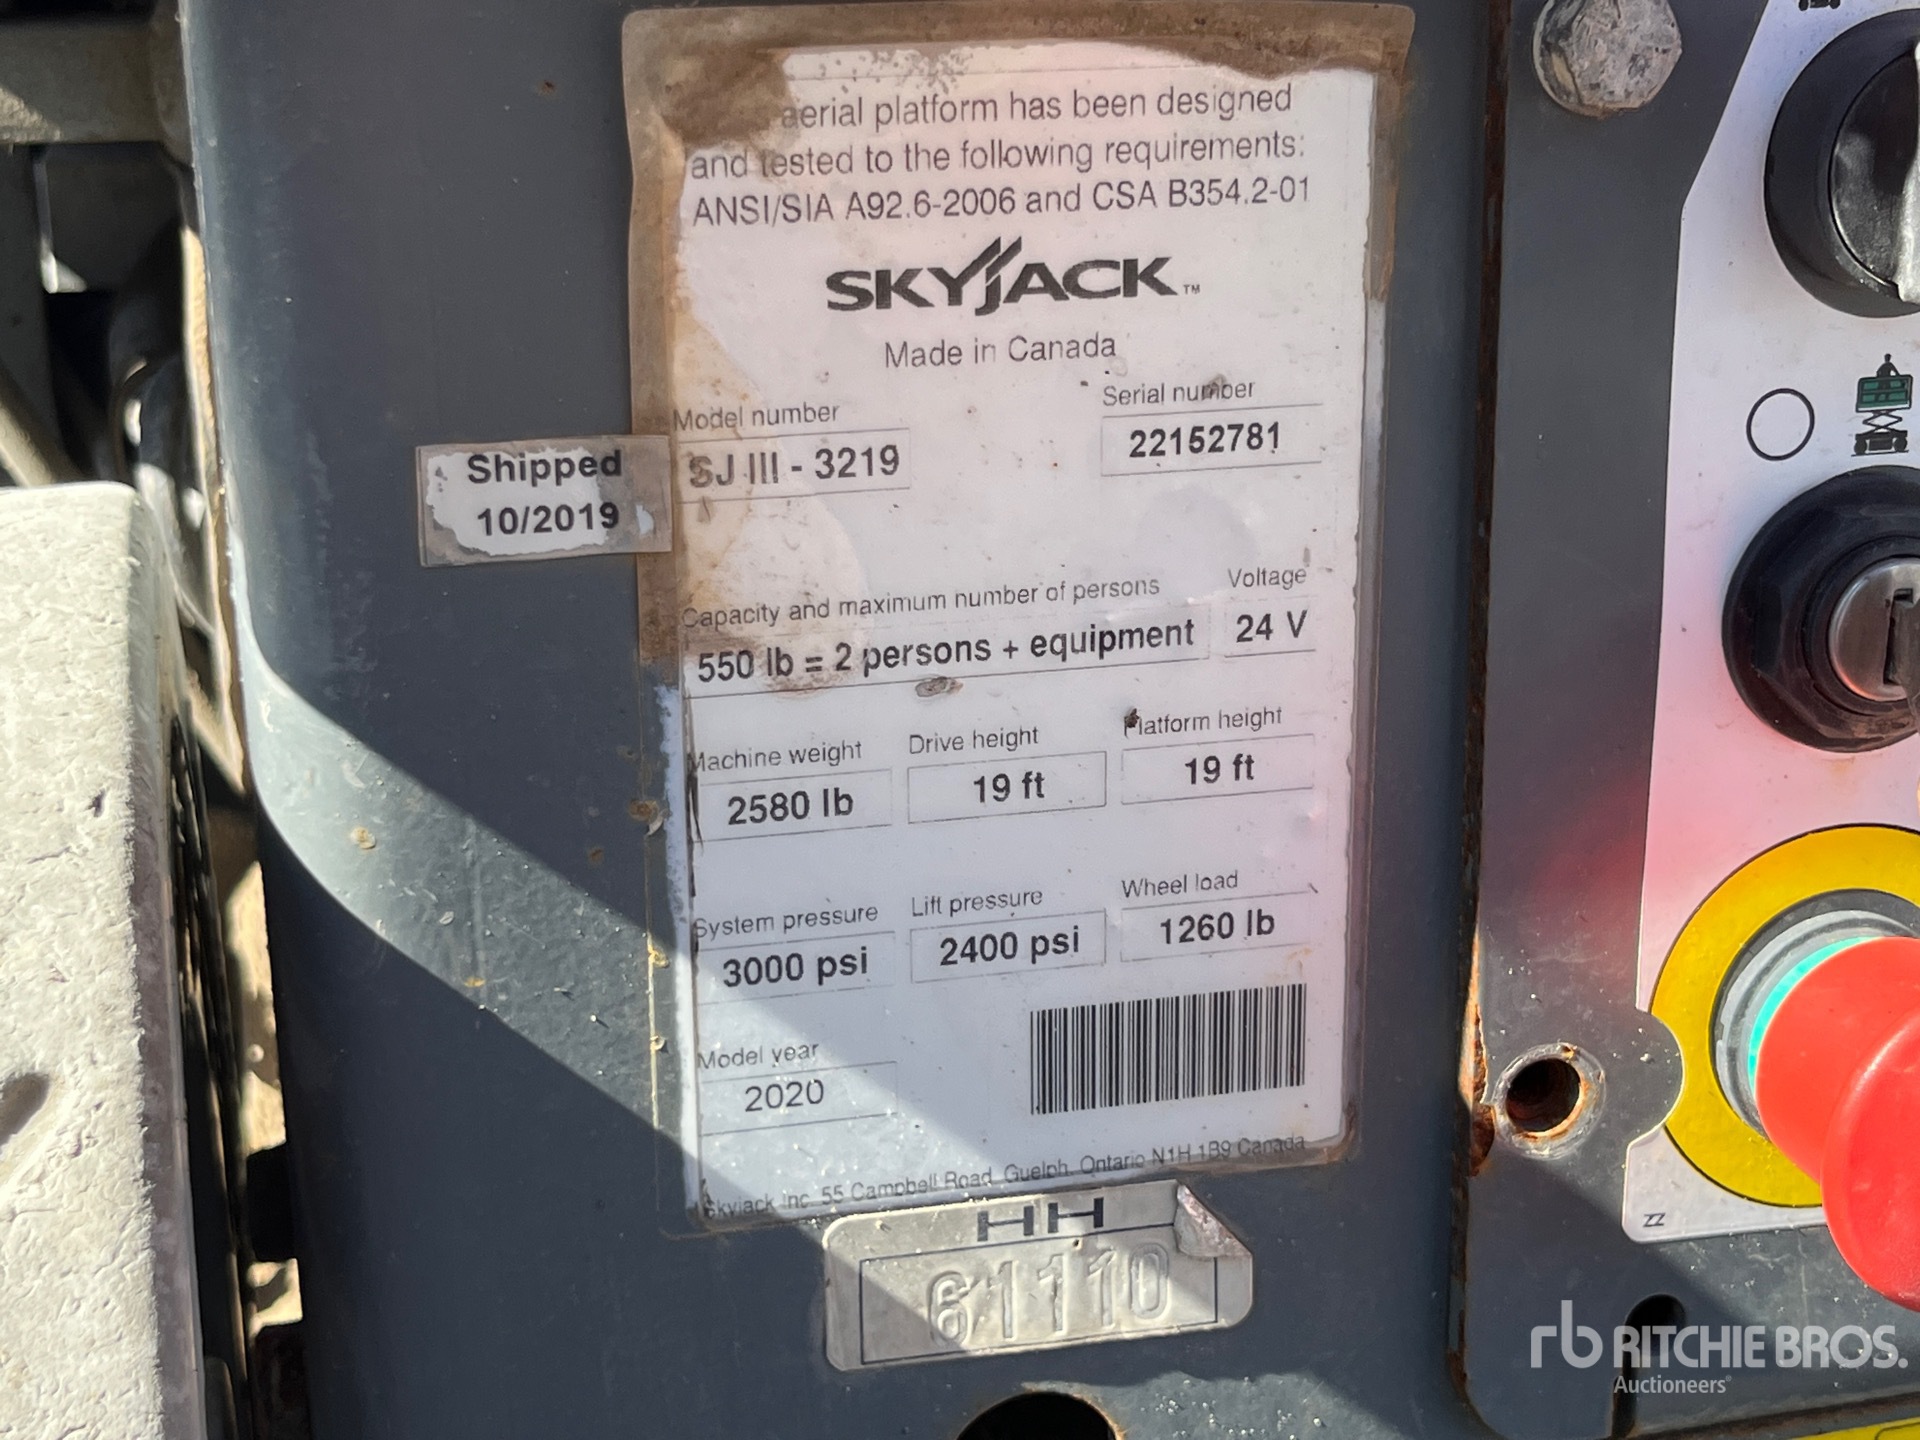 aerial platform has been designed
and tested to the following requirements:
ANSI/SIA A92.6-2006 and CSA B354.2-01
SKYJACK™
Made in Canada
Model number
SJ III - 3219
Serial number
22152781
Shipped
10/2019
Capacity and maximum number of persons
550 lb = 2 persons + equipment
Voltage
24 V
Machine weight
2580 lb
Drive height
19 ft
Platform height
19 ft
System pressure
3000 psi
Lift pressure
2400 psi
Wheel load
1260 lb
Model year
2020
Skyjack Inc. 55 Campbell Road, Guelph, Ontario N1H 1B9 Canada
HH
61110
ZZ
rb RITCHIE BROS.
Auctioneers®